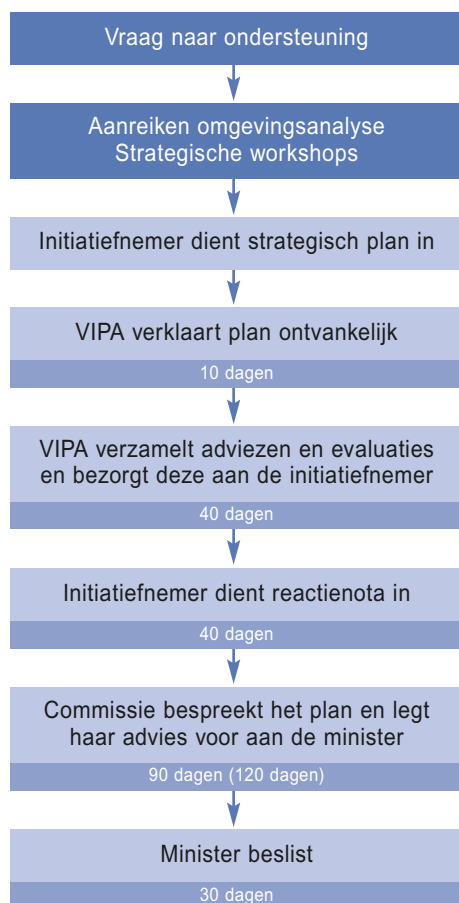 Vraag naar ondersteuning
Aanreiken omgevingsanalyse
Strategische workshops
Initiatiefnemer dient strategisch plan in
VIPA verklaart plan ontvankelijk
10 dagen
VIPA verzamelt adviezen en evaluaties
en bezorgt deze aan de initiatiefnemer
40 dagen
Initiatiefnemer dient reactienota in
40 dagen
Commissie bespreekt het plan en legt
haar advies voor aan de minister
90 dagen (120 dagen)
Minister beslist
30 dagen